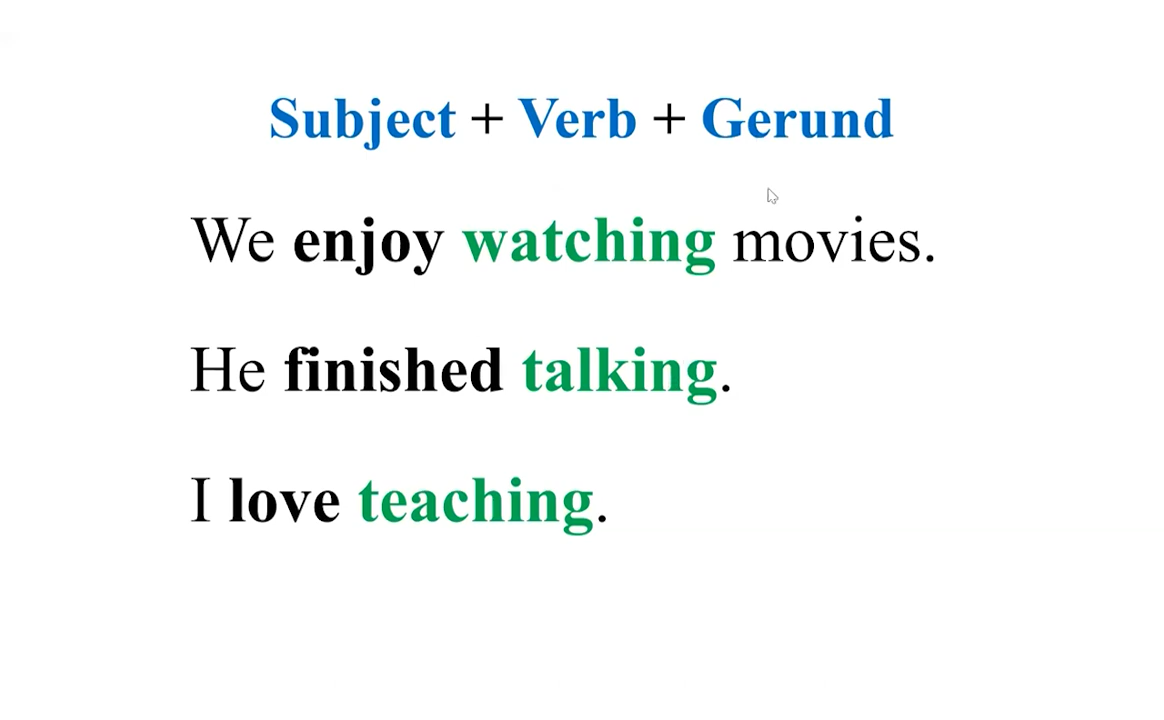 Subject + Verb + Gerund
We enjoy watching movies.
He finished talking.
I love teaching.